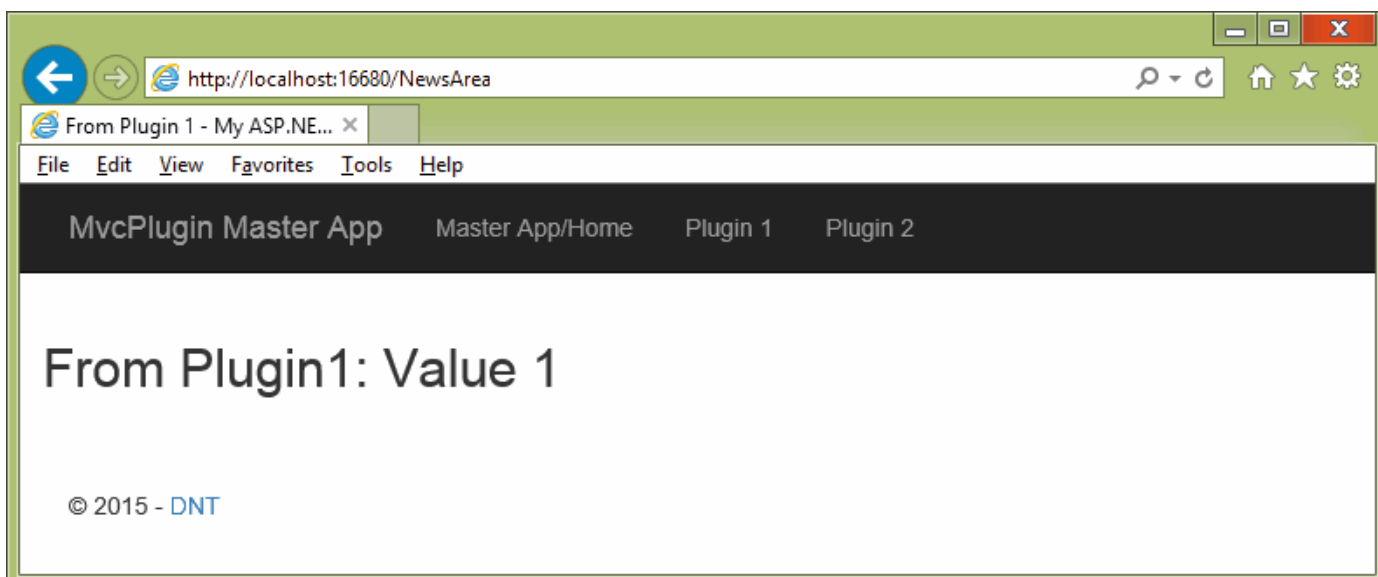 X
http://localhost:16680/NewsArea
From Plugin 1 - My ASP.NE...
File Edit View Favorites Tools Help
MvcPlugin Master App Master App/Home Plugin 1 Plugin 2
From Plugin1: Value 1
© 2015 - DNT